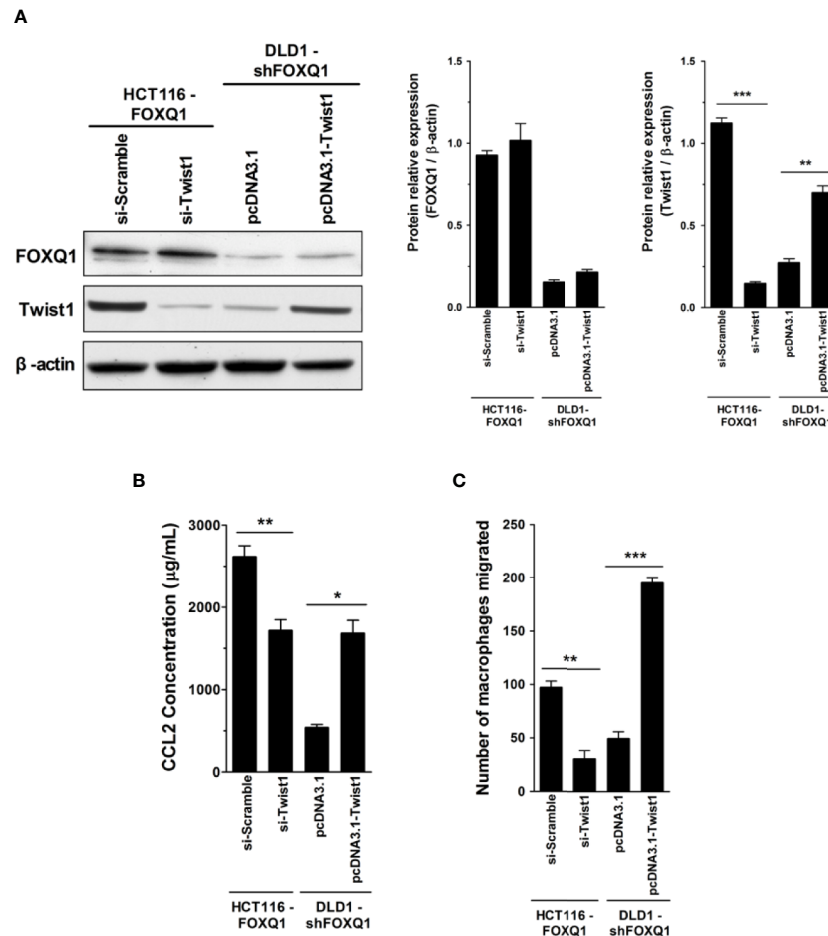 A
HCT116 -
FOXQ1
DLD1 -
shFOXQ1
si-Scramble
si-Twist1
pcDNA3.1
pcDNA3.1-Twist1
FOXQ1
Twist1
β -actin
Protein relative expression
(FOXQ1 / β-actin)
1.5
1.0
0.5
0.0
si-Scramble
si-Twist1
pcDNA3.1
pcDNA3.1-Twist1
HCT116-
FOXQ1
DLD1-
shFOXQ1
Protein relative expression
(Twist1 / β-actin)
1.5
1.0
0.5
0.0
***
**
si-Scramble
si-Twist1
pcDNA3.1
pcDNA3.1-Twist1
HCT116-
FOXQ1
DLD1-
shFOXQ1
B
CCL2 Concentration (µg/mL)
3000
2000
1000
0
**
*
si-Scramble
si-Twist1
pcDNA3.1
pcDNA3.1-Twist1
HCT116 -
FOXQ1
DLD1 -
shFOXQ1
C
Number of macrophages migrated
250
200
150
100
50
0
**
***
si-Scramble
si-Twist1
pcDNA3.1
pcDNA3.1-Twist1
HCT116 -
FOXQ1
DLD1 -
shFOXQ1